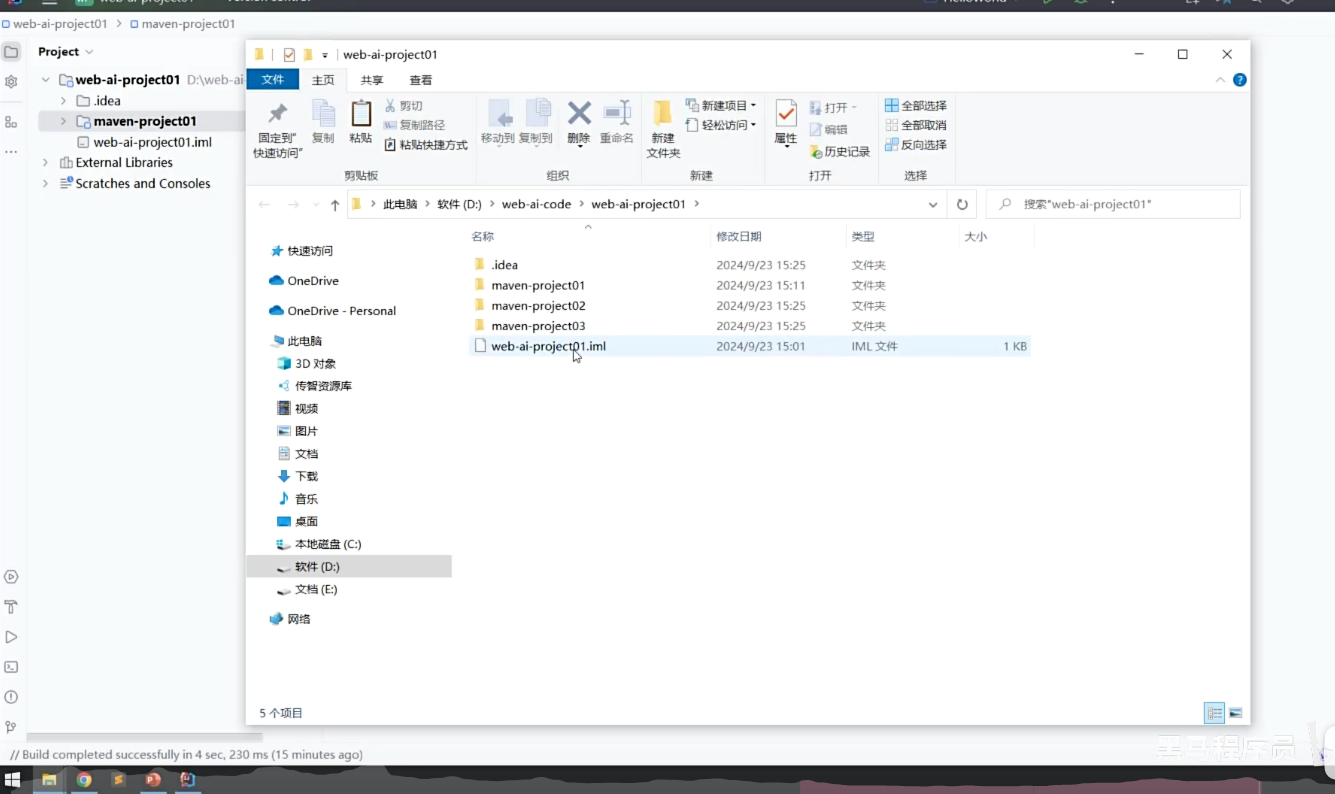 web-ai-project01
web-ai-project01 > maven-project01
Project
web-ai-project01 D:\web-ai-
.idea
maven-project01
web-ai-project01.iml
External Libraries
Scratches and Consoles
web-ai-project01
文件 主页 共享 查看
固定到"快速访问"
复制
粘贴
剪切
复制路径
粘贴快捷方式
剪贴板
移动到 复制到 删除 重命名
组织
新建文件夹
新建项目
轻松访问
新建
属性
打开
编辑
历史记录
打开
全部选择
全部取消
反向选择
选择
此电脑 > 软件 (D:) > web-ai-code > web-ai-project01 >
搜索"web-ai-project01"
快速访问
OneDrive
OneDrive - Personal
此电脑
3D 对象
传智资源库
视频
图片
文档
下载
音乐
桌面
本地磁盘 (C:)
软件 (D:)
文档 (E:)
网络
名称 修改日期 类型 大小
.idea 2024/9/23 15:25 文件夹
maven-project01 2024/9/23 15:11 文件夹
maven-project02 2024/9/23 15:25 文件夹
maven-project03 2024/9/23 15:25 文件夹
web-ai-project01.iml 2024/9/23 15:01 IML 文件 1 KB
5 个项目
// Build completed successfully in 4 sec, 230 ms (15 minutes ago)
黑马程序员